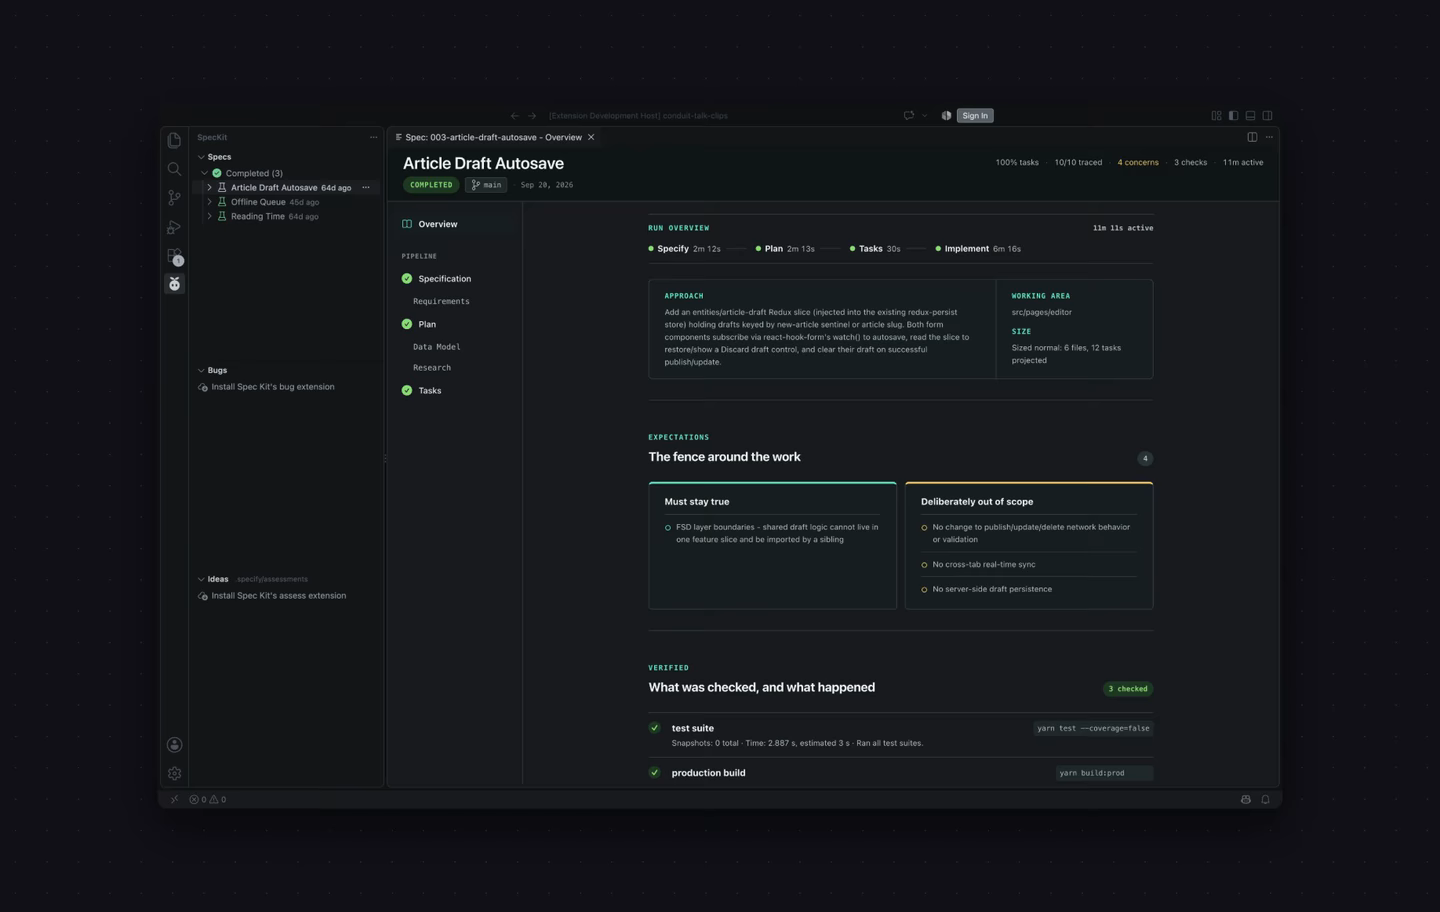 [Extension Development Host] conduit-talk-clips
Sign In
SpecKit
Specs
Completed (3)
Article Draft Autosave 64d ago
Offline Queue 45d ago
Reading Time 64d ago
1
Bugs
Install Spec Kit's bug extension
Ideas .specify/assessments
Install Spec Kit's assess extension
Spec: 003-article-draft-autosave - Overview
Article Draft Autosave
COMPLETED main · Sep 20, 2026
100% tasks · 10/10 traced · 4 concerns · 3 checks · 11m active
Overview
PIPELINE
Specification
Requirements
Plan
Data Model
Research
Tasks
RUN OVERVIEW
11m 11s active
Specify 2m 12s
Plan 2m 13s
Tasks 30s
Implement 6m 16s
APPROACH
Add an entities/article-draft Redux slice (injected into the existing redux-persist
store) holding drafts keyed by new-article sentinel or article slug. Both form
components subscribe via react-hook-form's watch() to autosave, read the slice to
restore/show a Discard draft control, and clear their draft on successful
publish/update.
WORKING AREA
src/pages/editor
SIZE
Sized normal: 6 files, 12 tasks
projected
EXPECTATIONS
The fence around the work
4
Must stay true
FSD layer boundaries - shared draft logic cannot live in
one feature slice and be imported by a sibling
Deliberately out of scope
No change to publish/update/delete network behavior
or validation
No cross-tab real-time sync
No server-side draft persistence
VERIFIED
What was checked, and what happened
3 checked
test suite
yarn test --coverage=false
Snapshots: 0 total · Time: 2.887 s, estimated 3 s · Ran all test suites.
production build
yarn build:prod
0 0